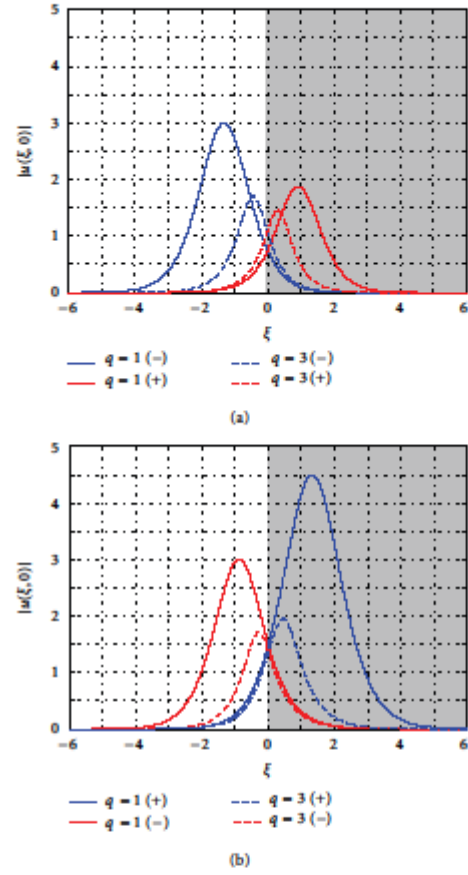 5
4
3
2
1
0
|u(ξ, 0)|
−6 −4 −2 0 2 4 6
ξ
q = 1 (−) q = 3 (−)
q = 1 (+) q = 3 (+)
(a)
5
4
3
2
1
0
|u(ξ, 0)|
−6 −4 −2 0 2 4 6
ξ
q = 1 (+) q = 3 (+)
q = 1 (−) q = 3 (−)
(b)